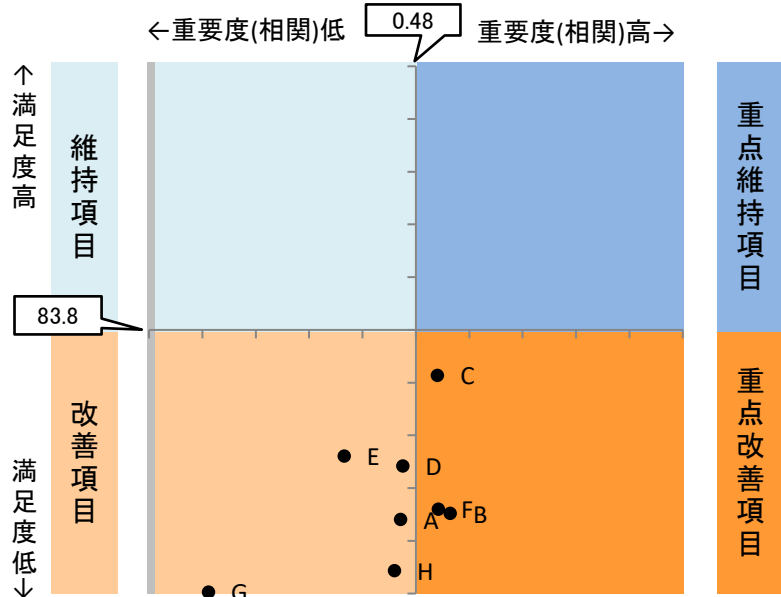 ←重要度(相関)低
0.48
重要度(相関)高→
↑満足度高
維持項目
重点維持項目
83.8
改善項目
重点改善項目
満足度低↓
C
E
D
F
B
A
H
G